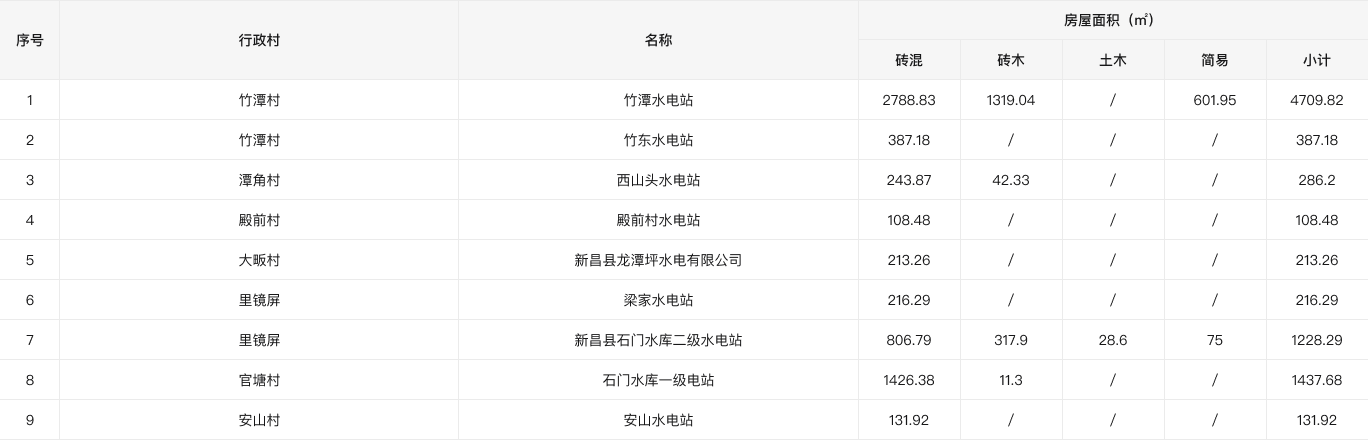 序号 行政村 名称 房屋面积（㎡）
砖混 砖木 土木 简易 小计
1 竹潭村 竹潭水电站 2788.83 1319.04 / 601.95 4709.82
2 竹潭村 竹东水电站 387.18 / / / 387.18
3 潭角村 西山头水电站 243.87 42.33 / / 286.2
4 殿前村 殿前村水电站 108.48 / / / 108.48
5 大畈村 新昌县龙潭坪水电有限公司 213.26 / / / 213.26
6 里镜屏 梁家水电站 216.29 / / / 216.29
7 里镜屏 新昌县石门水库二级水电站 806.79 317.9 28.6 75 1228.29
8 官塘村 石门水库一级电站 1426.38 11.3 / / 1437.68
9 安山村 安山水电站 131.92 / / / 131.92